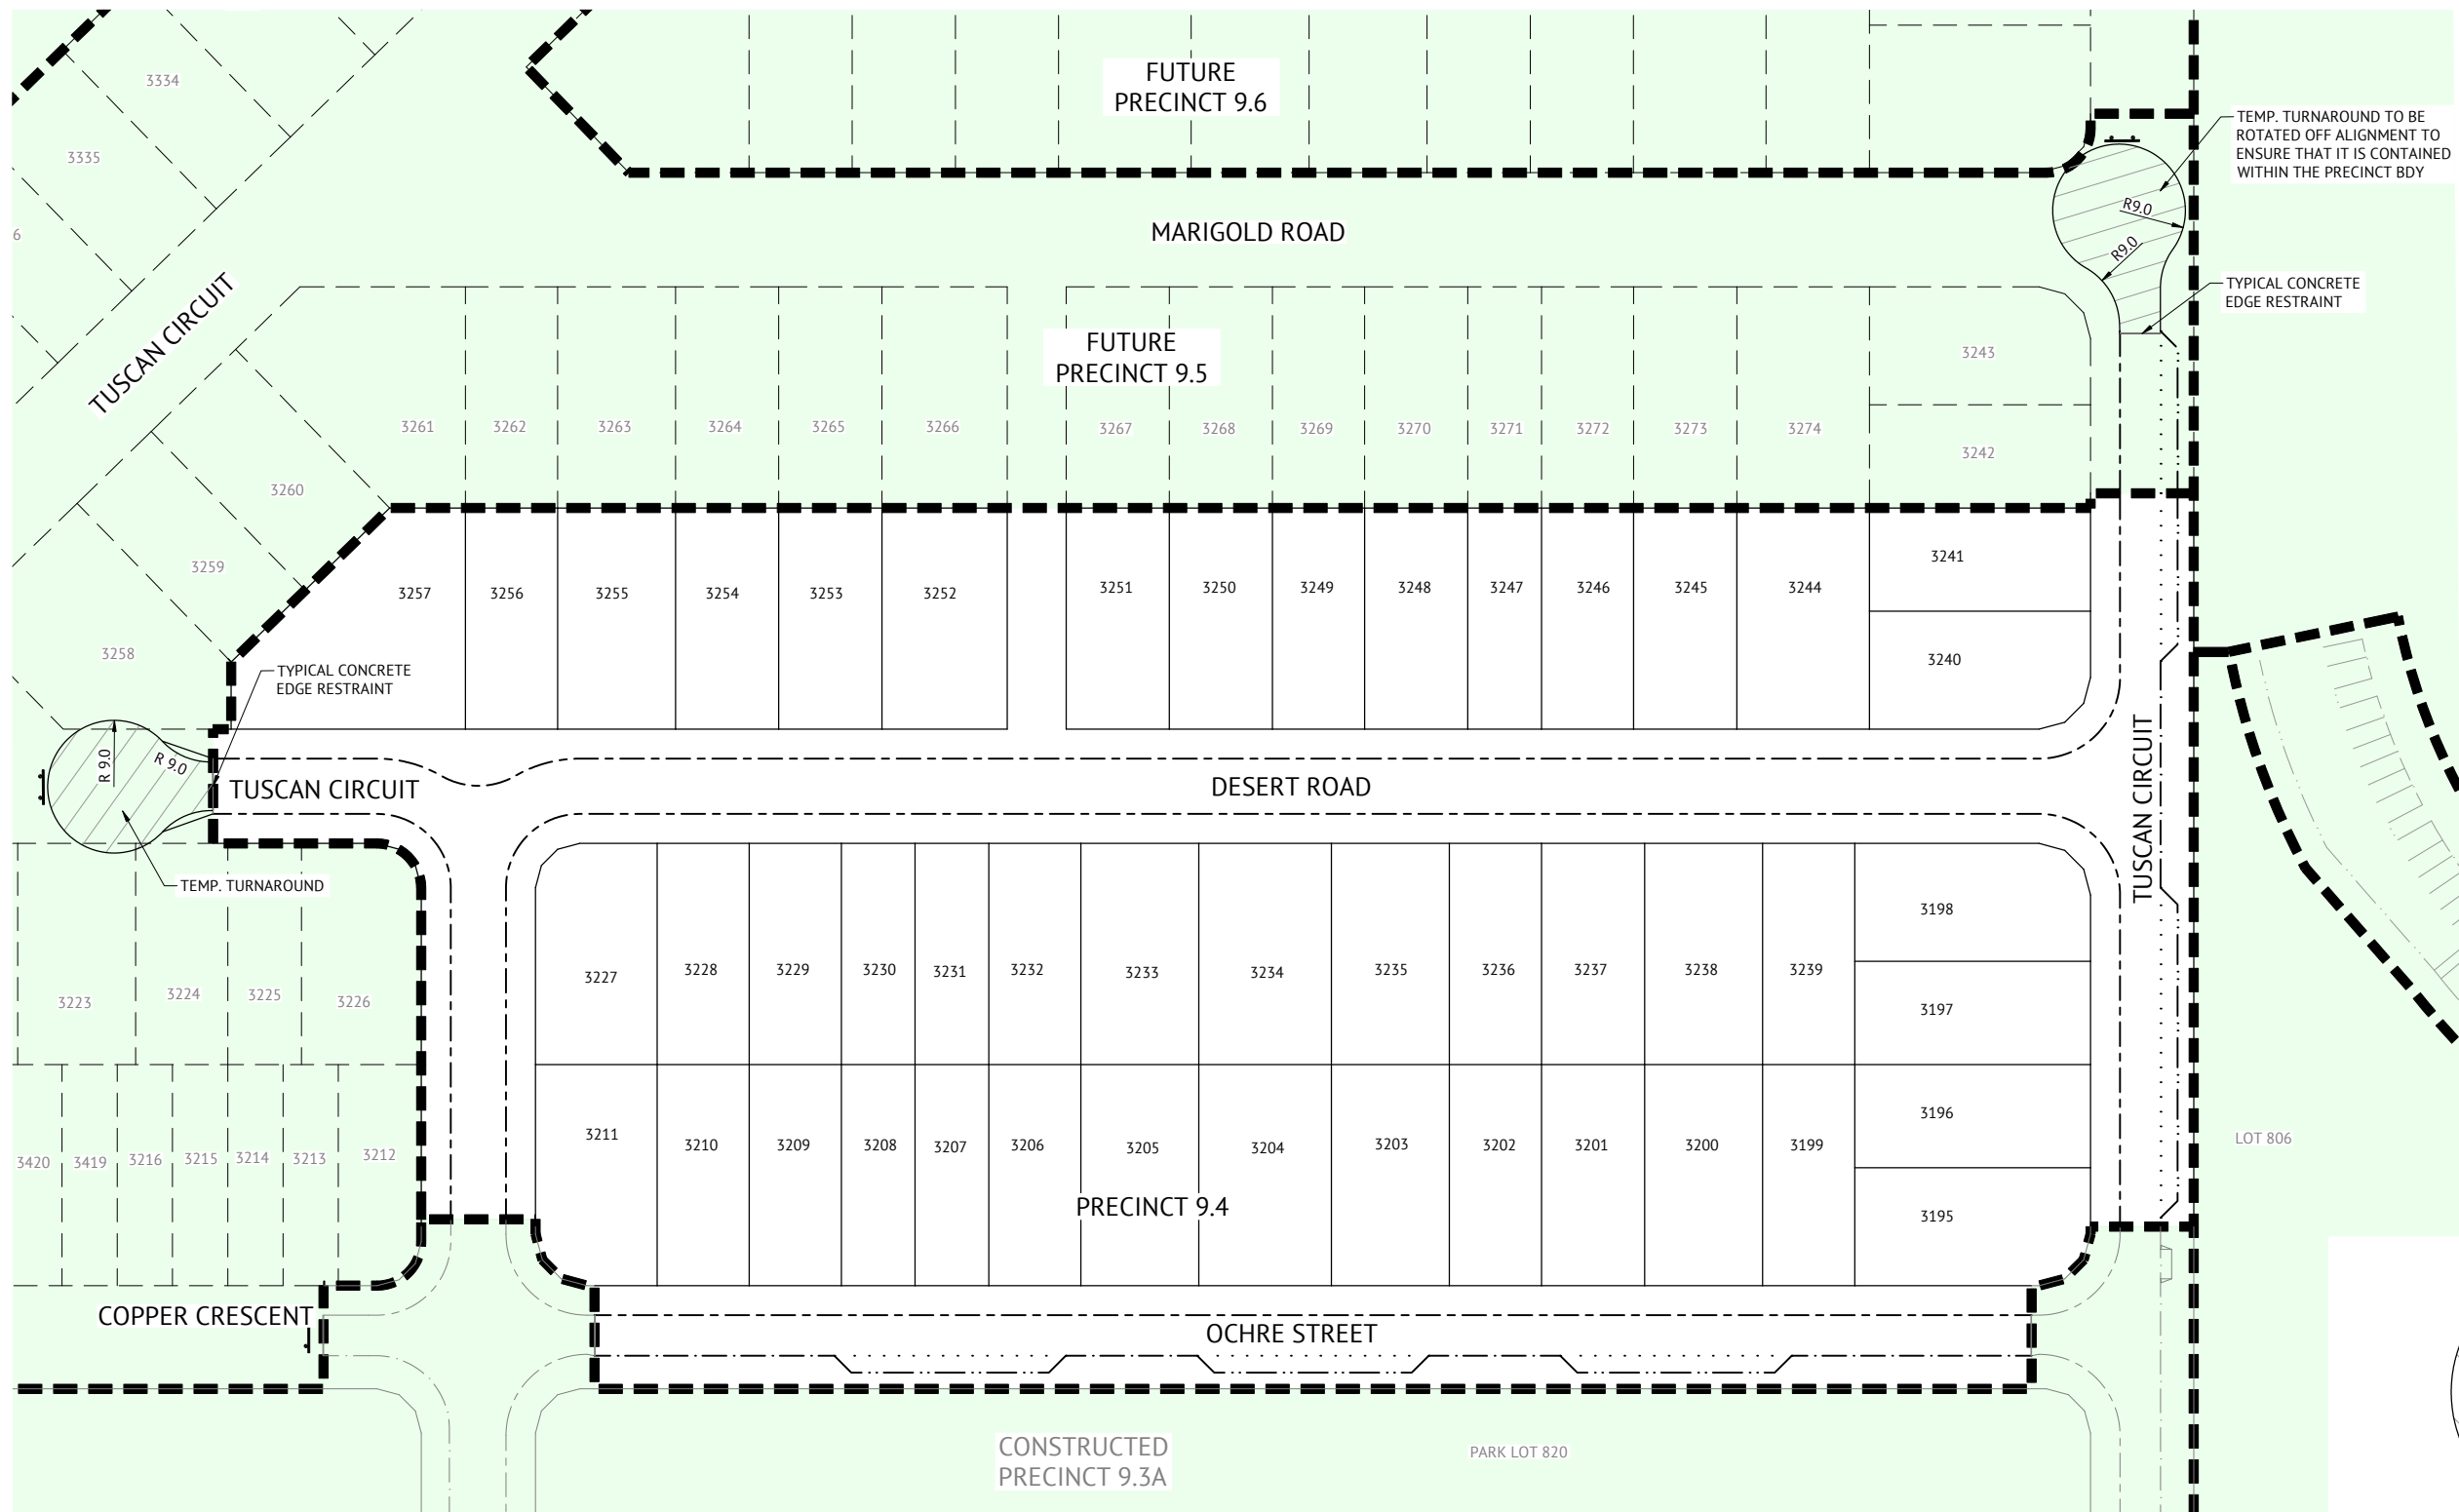 3334
FUTURE
PRECINCT 9.6
TEMP. TURNAROUND TO BE
ROTATED OFF ALIGNMENT TO
ENSURE THAT IT IS CONTAINED
WITHIN THE PRECINCT BDY
3335
R9.0
R9.0
6
MARIGOLD ROAD
TYPICAL CONCRETE
EDGE RESTRAINT
TUSCAN CIRCUIT
FUTURE
PRECINCT 9.5
3243
3261
3262
3263
3264
3265
3266
3267
3268
3269
3270
3271
3272
3273
3274
3242
3260
3259
3258
3257
3256
3255
3254
3253
3252
3251
3250
3249
3248
3247
3246
3245
3244
3241
3240
TYPICAL CONCRETE
EDGE RESTRAINT
R 9.0
R 9.0
TUSCAN CIRCUIT
DESERT ROAD
TUSCAN CIRCUIT
TEMP. TURNAROUND
3198
3227
3228
3229
3230
3231
3232
3233
3234
3235
3236
3237
3238
3239
3197
3223
3224
3225
3226
3196
3420
3419
3216
3215
3214
3213
3212
3211
3210
3209
3208
3207
3206
3205
3204
3203
3202
3201
3200
3199
LOT 806
PRECINCT 9.4
3195
COPPER CRESCENT
OCHRE STREET
CONSTRUCTED
PRECINCT 9.3A
PARK LOT 820